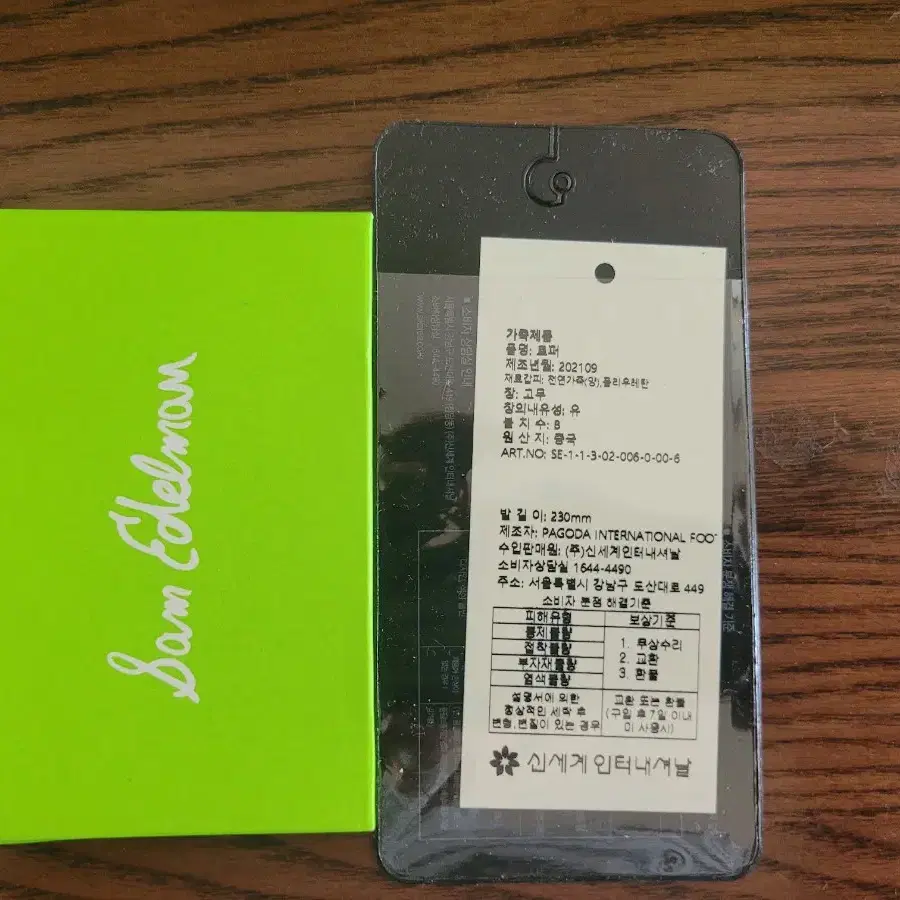 Sam Edelman
가죽제품
품명: 로퍼
제조년월: 202109
재료갑피: 천연가죽(양),폴리우레탄
창: 고무
창의내유성: 유
볼 치 수: B
원 산 지: 중국
ART.NO: SE-1-1-3-02-006-0-00-6
발 길 이: 230mm
제조자: PAGODA INTERNATIONAL FOOT
수입판매원: (주)신세계인터내셔날
소비자상담실 1644-4490
주소: 서울특별시 강남구 도산대로 449
소비자 분쟁 해결기준
피해유형 보상기준
봉제불량
접착불량
부자재불량
염색불량
1. 무상수리
2. 교환
3. 환불
설명서에 의한
정상적인 세탁 후
변형,변질이 있는 경우
교환 또는 환불
(구입 후 7일 이내
미 사용시)
신세계인터내셔날